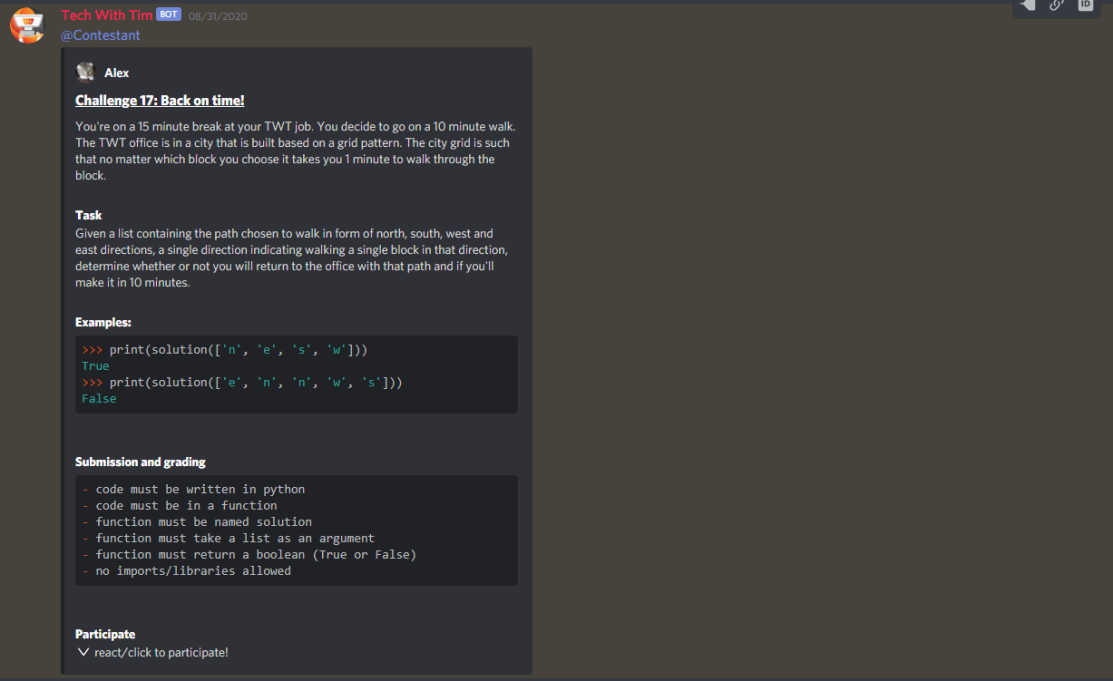 Tech With Tim BOT 08/31/2020
@Contestant
Alex
Challenge 17: Back on time!
You're on a 15 minute break at your TWT job. You decide to go on a 10 minute walk.
The TWT office is in a city that is built based on a grid pattern. The city grid is such
that no matter which block you choose it takes you 1 minute to walk through the
block.
Task
Given a list containing the path chosen to walk in form of north, south, west and
east directions, a single direction indicating walking a single block in that direction,
determine whether or not you will return to the office with that path and if you'll
make it in 10 minutes.
Examples:
>>> print(solution(['n', 'e', 's', 'w']))
True
>>> print(solution(['e', 'n', 'n', 'w', 's']))
False
Submission and grading
- code must be written in python
- code must be in a function
- function must be named solution
- function must take a list as an argument
- function must return a boolean (True or False)
- no imports/libraries allowed
Participate
react/click to participate!
ID